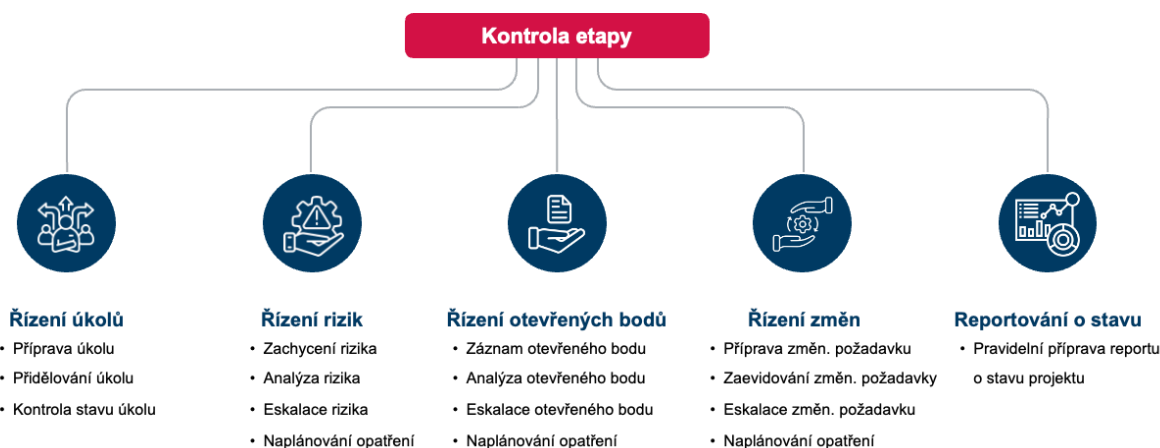 Kontrola etapy
Řízení úkolů
• Příprava úkolu
• Přidělování úkolu
• Kontrola stavu úkolu
Řízení rizik
• Zachycení rizika
• Analýza rizika
• Eskalace rizika
• Naplánování opatření
Řízení otevřených bodů
• Záznam otevřeného bodu
• Analýza otevřeného bodu
• Eskalace otevřeného bodu
• Naplánování opatření
Řízení změn
• Příprava změn. požadavku
• Zaevidování změn. požadavky
• Eskalace změn. požadavku
• Naplánování opatření
Reportování o stavu
• Pravidelní příprava reportu
o stavu projektu